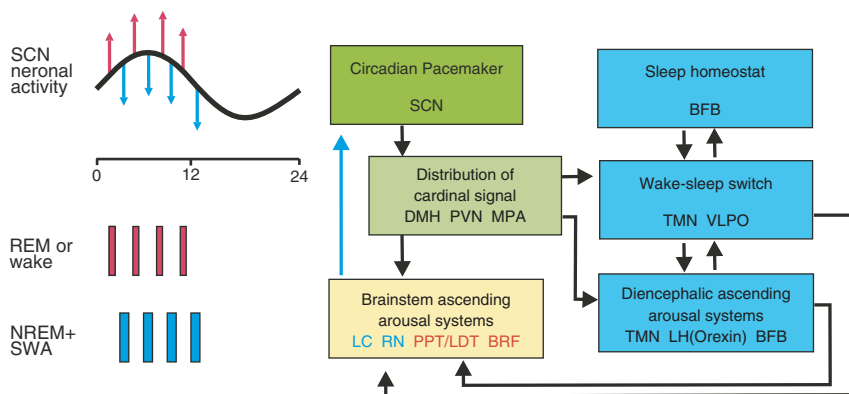 SCN
neronal
activity
0
12
24
REM or
wake
NREM+
SWA
Circadian Pacemaker
SCN
Distribution of
cardinal signal
DMH PVN MPA
Brainstem ascending
arousal systems
LC RN PPT/LDT BRF
Sleep homeostat
BFB
Wake-sleep switch
TMN VLPO
Diencephalic ascending
arousal systems
TMN LH(Orexin) BFB